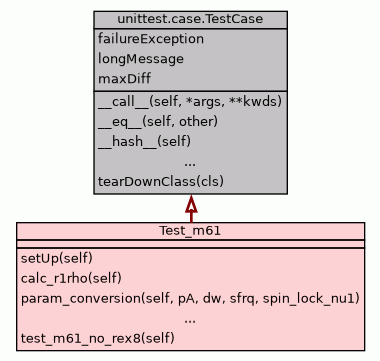 unittest.case.TestCase
failureException
longMessage
maxDiff
__call__(self, *args, **kwds)
__eq__(self, other)
__hash__(self)
...
tearDownClass(cls)
Test_m61
setUp(self)
calc_r1rho(self)
param_conversion(self, pA, dw, sfrq, spin_lock_nu1)
...
test_m61_no_rex8(self)